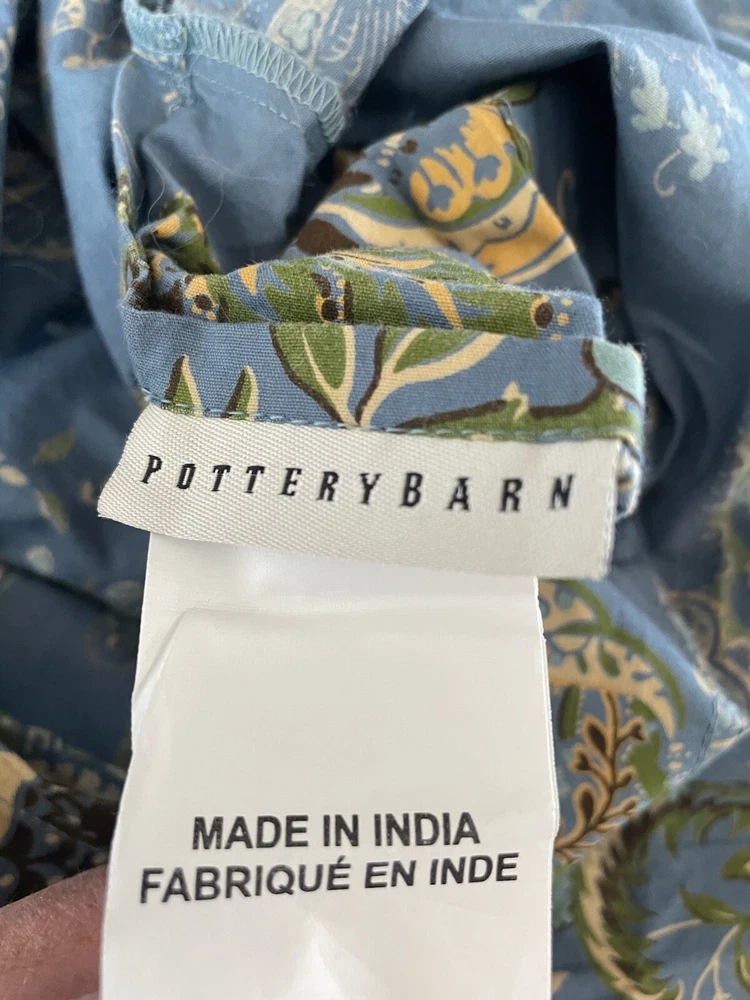 POTTERYBARN
MADE IN INDIA
FABRIQUÉ EN INDE